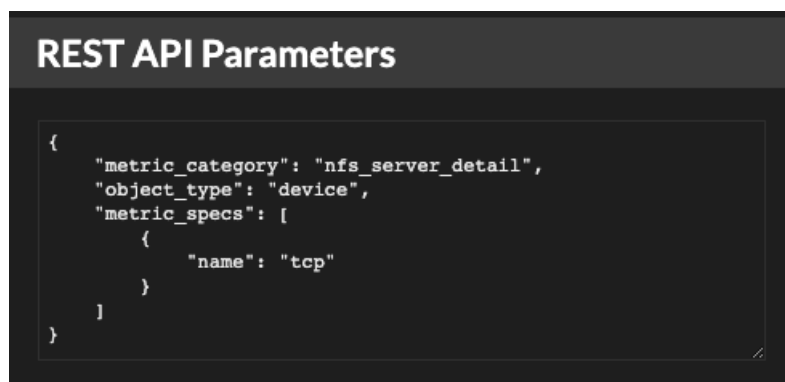 REST API Parameters
{
    "metric_category": "nfs_server_detail",
    "object_type": "device",
    "metric_specs": [
        {
            "name": "tcp"
        }
    ]
}